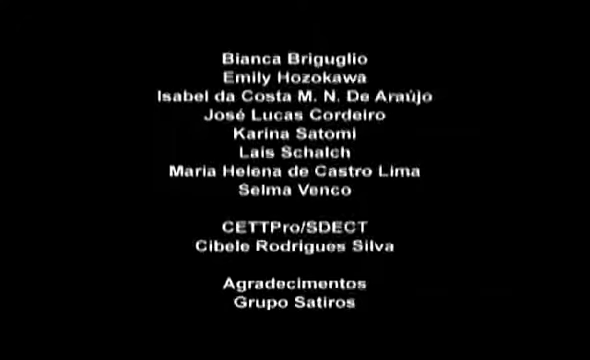 Bianca Briguglio
Emily Hozokawa
Isabel da Costa M. N. De Araújo
José Lucas Cordeiro
Karina Satomi
Lais Schalch
Maria Helena de Castro Lima
Selma Venco
CETTPro/SDECT
Cibele Rodrigues Silva
Agradecimentos
Grupo Satiros